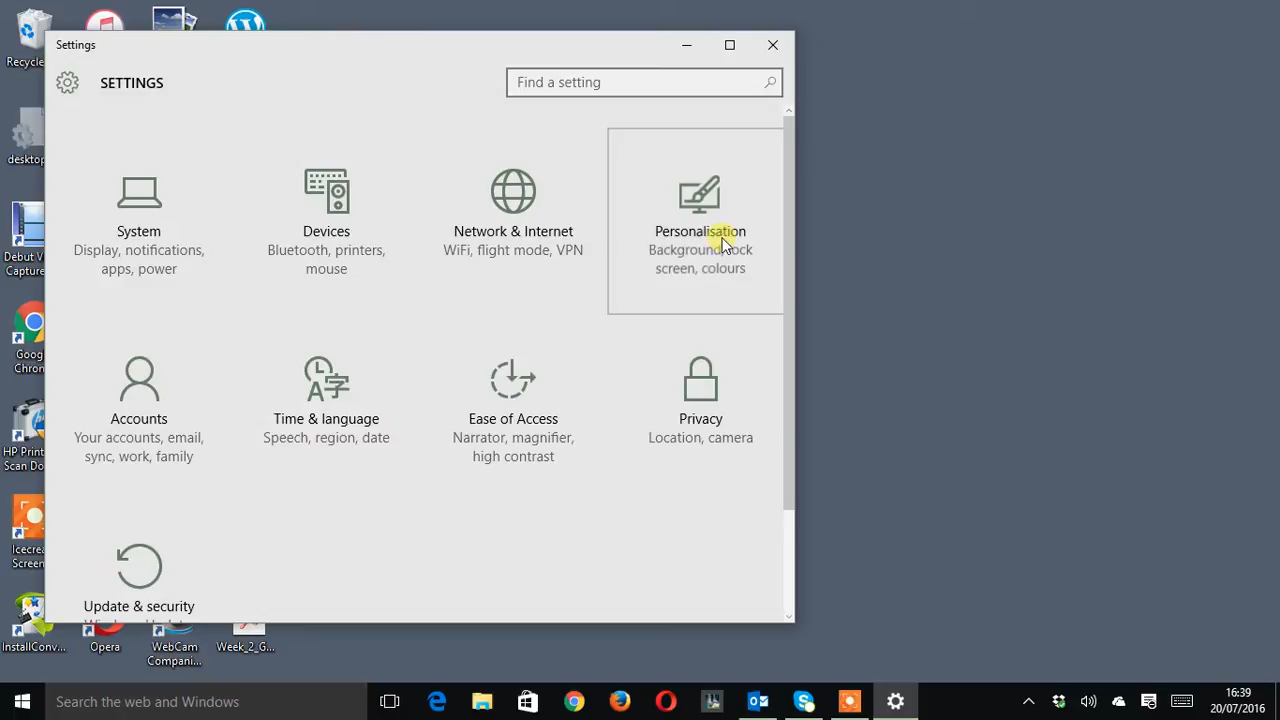 Settings
SETTINGS
Find a setting
System
Display, notifications,
apps, power
Devices
Bluetooth, printers,
mouse
Network & Internet
WiFi, flight mode, VPN
Personalisation
Background, lock
screen, colours
Accounts
Your accounts, email,
sync, work, family
Time & language
Speech, region, date
Ease of Access
Narrator, magnifier,
high contrast
Privacy
Location, camera
Update & security
Recycle
desktop
Debut V
Capture
Goog
Chron
HP Print
Scan Do
Icecrea
Screen
InstallConv...
Opera
WebCam
Compani...
Week_2_G...
Search the web and Windows
16:39
20/07/2016